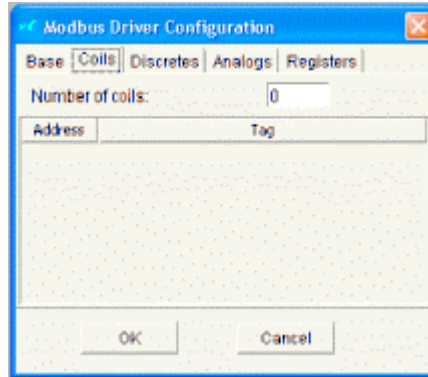 Modbus Driver Configuration
Base Coils Discretes Analogs Registers
Number of coils: 0
Address Tag
OK Cancel